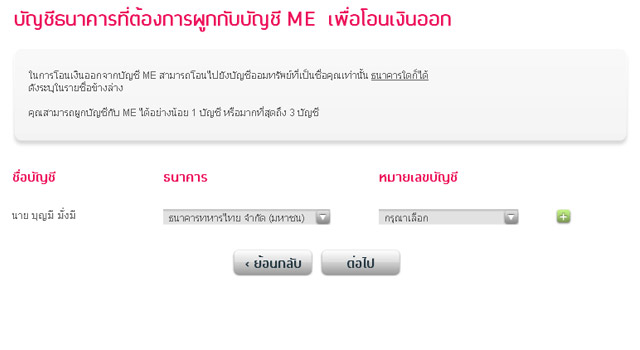 บัญชีธนาคารที่ต้องการผูกกับบัญชี ME เพื่อโอนเงินออก
ในการโอนเงินออกจากบัญชี ME สามารถโอนไปยังบัญชีออมทรัพย์ที่เป็นชื่อคุณเท่านั้น ธนาคารใดก็ได้
ดังระบุในรายชื่อข้างล่าง
คุณสามารถผูกบัญชีกับ ME ได้อย่างน้อย 1 บัญชี หรือมากที่สุดถึง 3 บัญชี
ชื่อบัญชี ธนาคาร หมายเลขบัญชี
นาย บุญมี มั่งมี ธนาคารทหารไทย จำกัด (มหาชน) กรุณาเลือก
‹ ย้อนกลับ ต่อไป